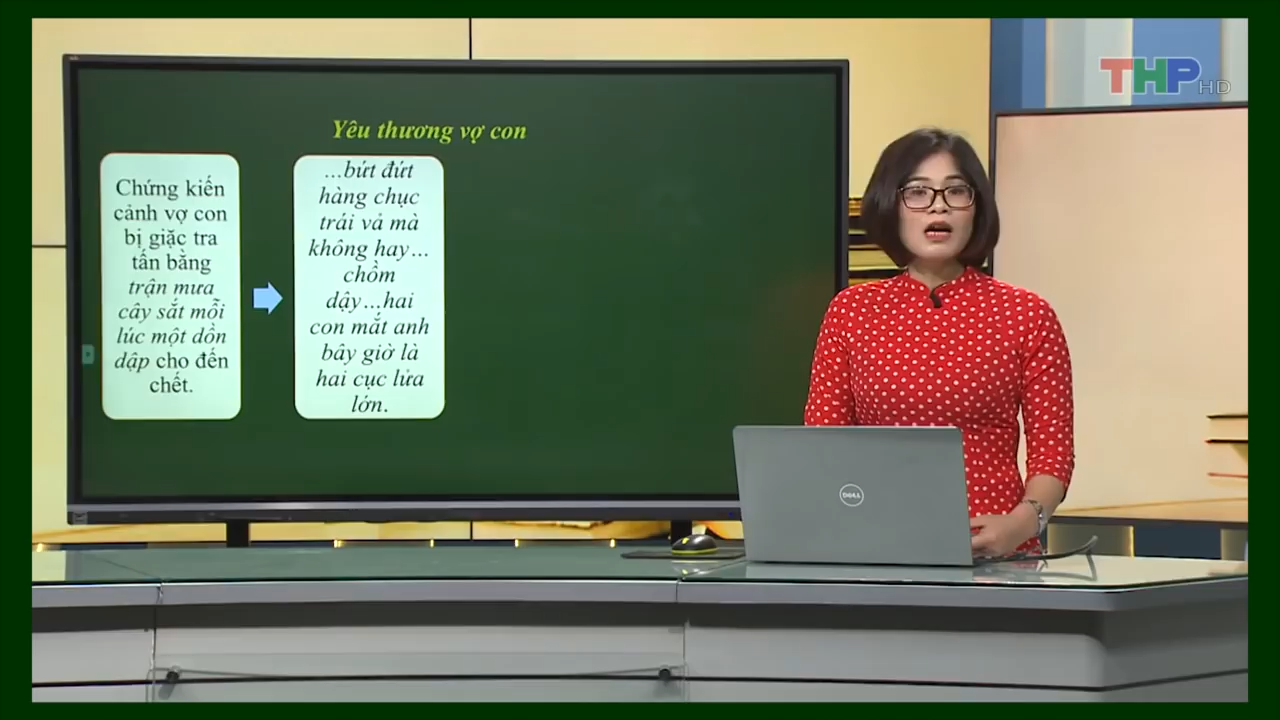 THP HD
Yêu thương vợ con
Chứng kiến
cảnh vợ con
bị giặc tra
tấn bằng
trận mưa
cây sắt mỗi
lúc một dồn
dập cho đến
chết.
...bứt đứt
hàng chục
trái vả mà
không hay...
chồm
dậy...hai
con mắt anh
bây giờ là
hai cục lửa
lớn.
DELL